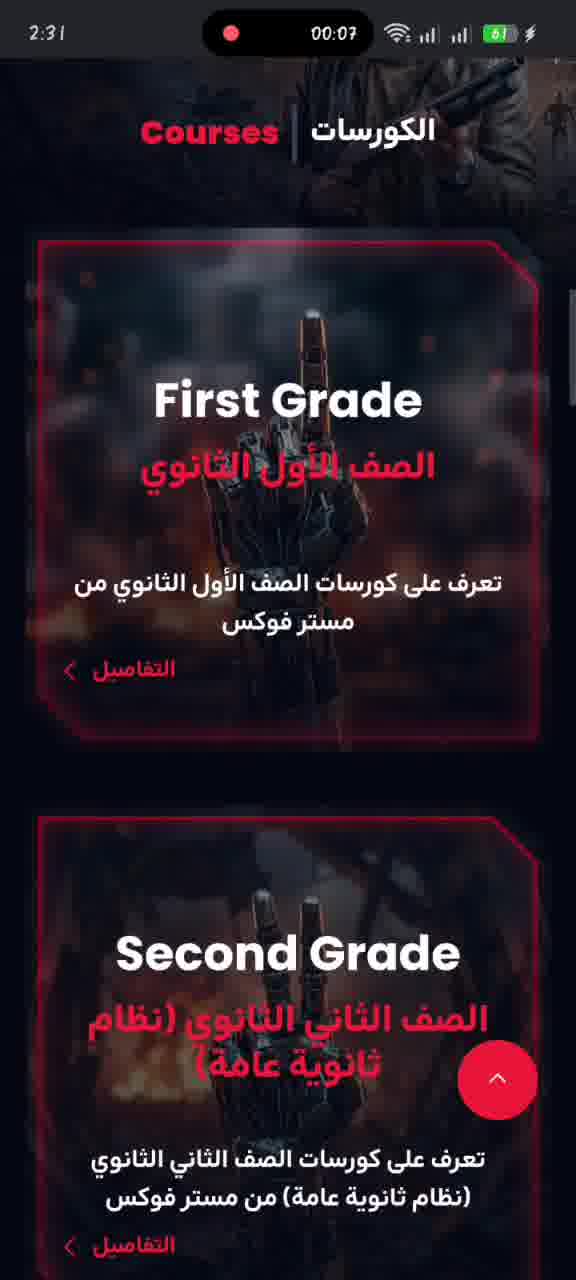 2:31
00:07
61
الكورسات | Courses
First Grade
الصف الأول الثانوي
تعرف على كورسات الصف الأول الثانوي من
مستر فوكس
التفاصيل
Second Grade
الصف الثاني الثانوي (نظام
ثانوية عامة)
تعرف على كورسات الصف الثاني الثانوي
(نظام ثانوية عامة) من مستر فوكس
التفاصيل